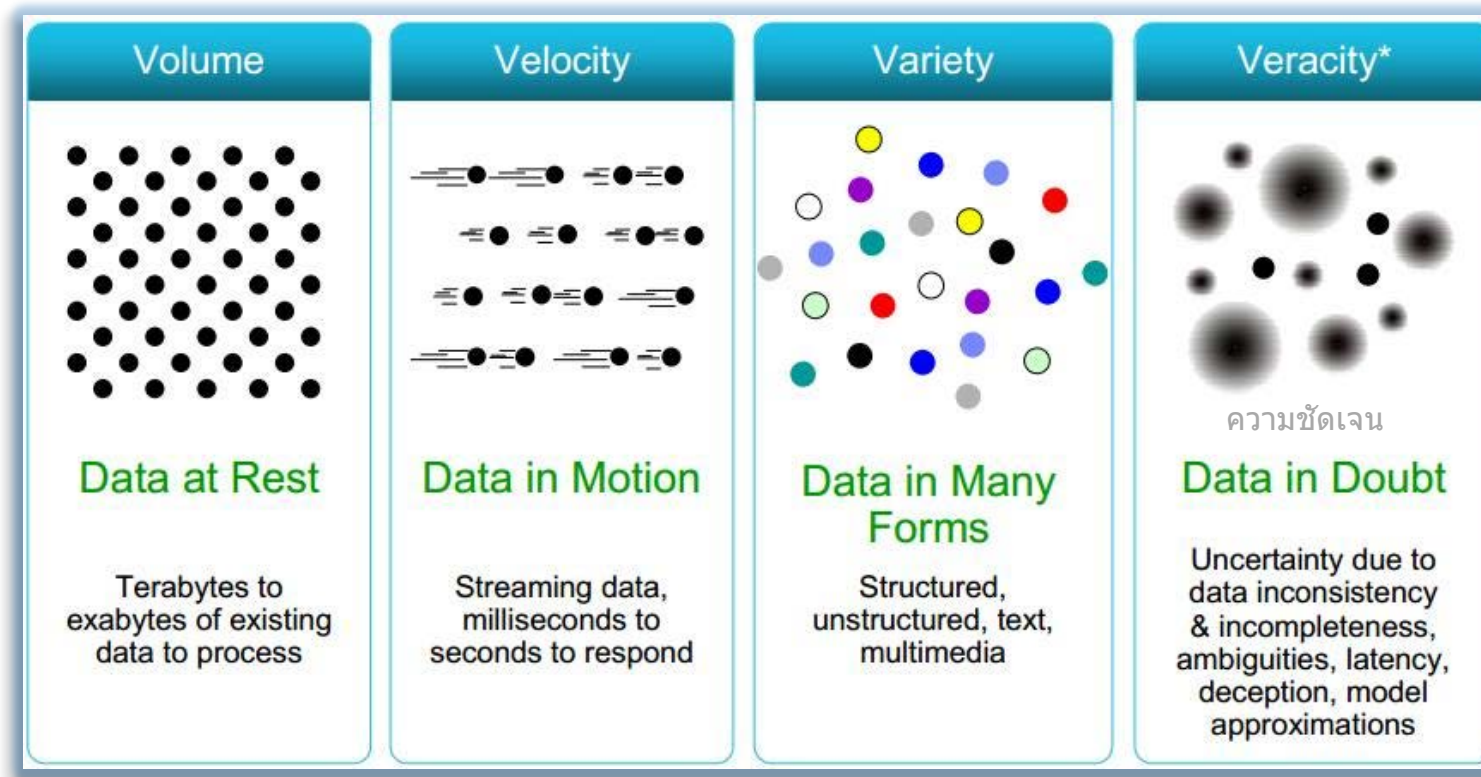 Volume
Data at Rest
Terabytes to
exabytes of existing
data to process
Velocity
Data in Motion
Streaming data,
milliseconds to
seconds to respond
Variety
Data in Many
Forms
Structured,
unstructured, text,
multimedia
Veracity*
ความชัดเจน
Data in Doubt
Uncertainty due to
data inconsistency
& incompleteness,
ambiguities, latency,
deception, model
approximations